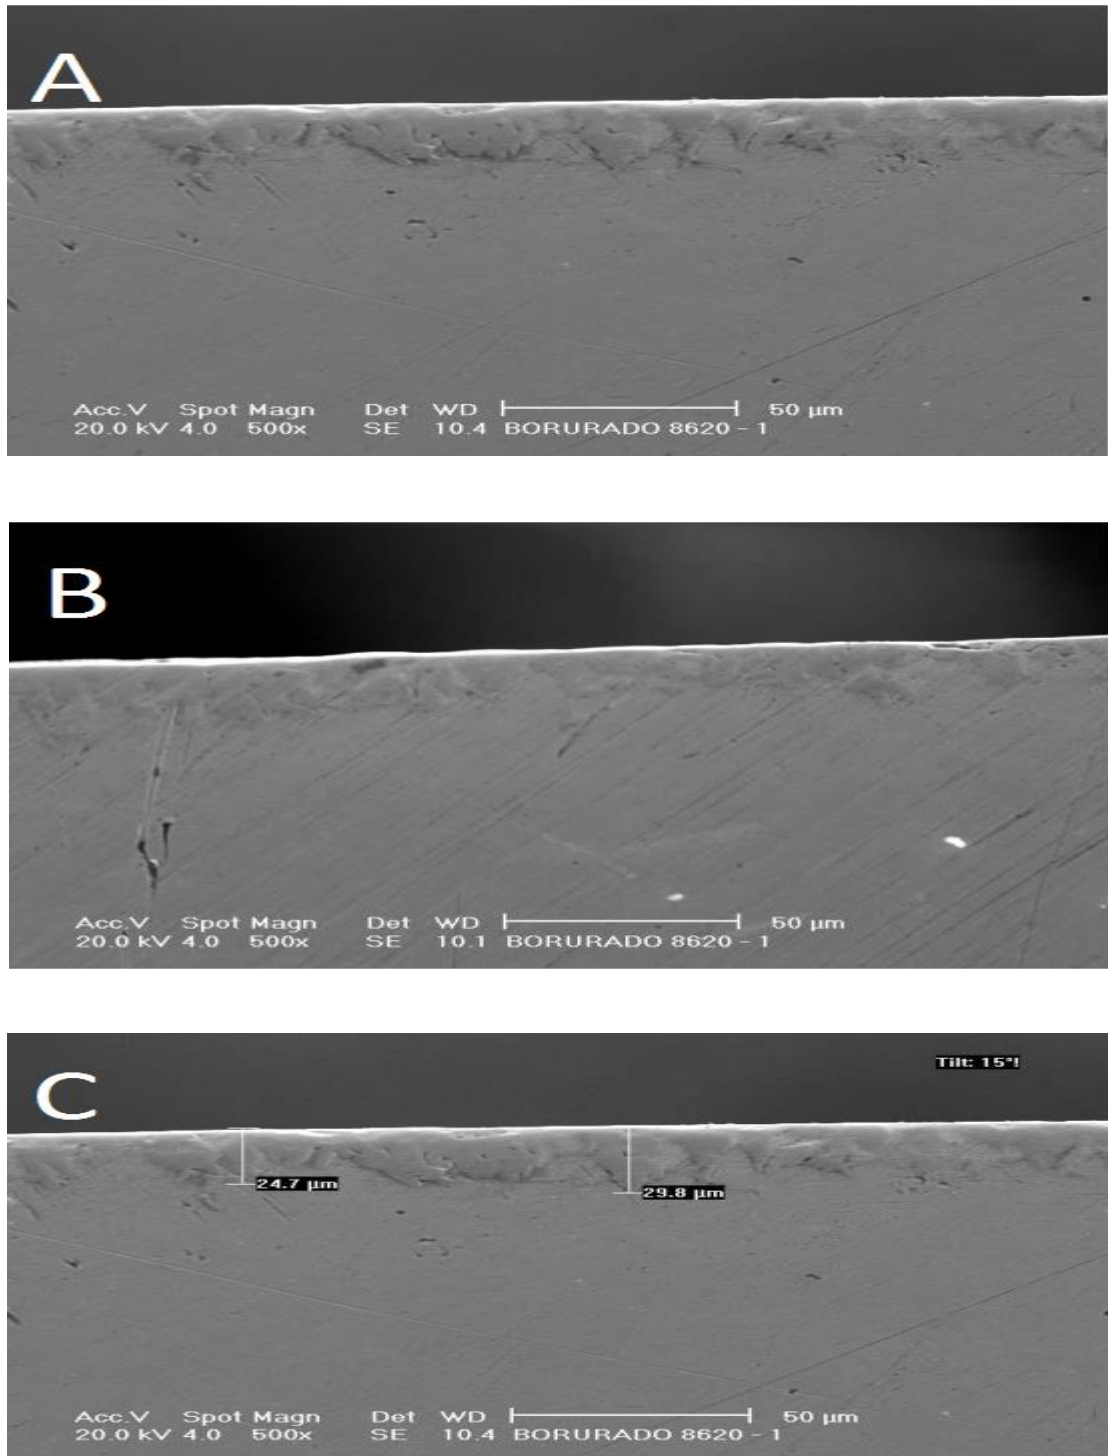 A
Acc.V Spot Magn Det WD 50 µm
20.0 kV 4.0 500x SE 10.4 BORURADO 8620 - 1
B
Acc.V Spot Magn Det WD 50 µm
20.0 kV 4.0 500x SE 10.1 BORURADO 8620 - 1
Tilt: 15°!
C
24.7 µm
29.8 µm
Acc.V Spot Magn Det WD 50 µm
20.0 kV 4.0 500x SE 10.4 BORURADO 8620 - 1